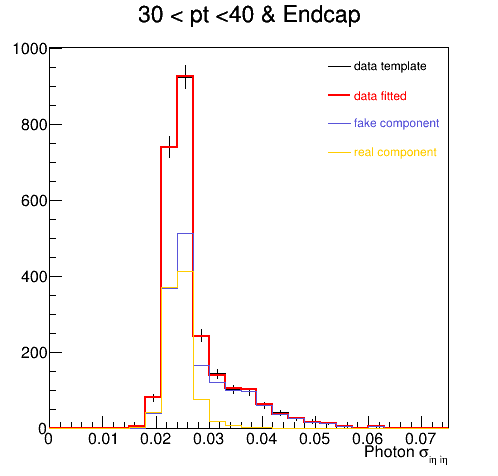 30 < pt <40 & Endcap
1000
data template
data fitted
fake component
real component
800
600
400
200
0
0 0.01 0.02 0.03 0.04 0.05 0.06 0.07
Photon σiη iη